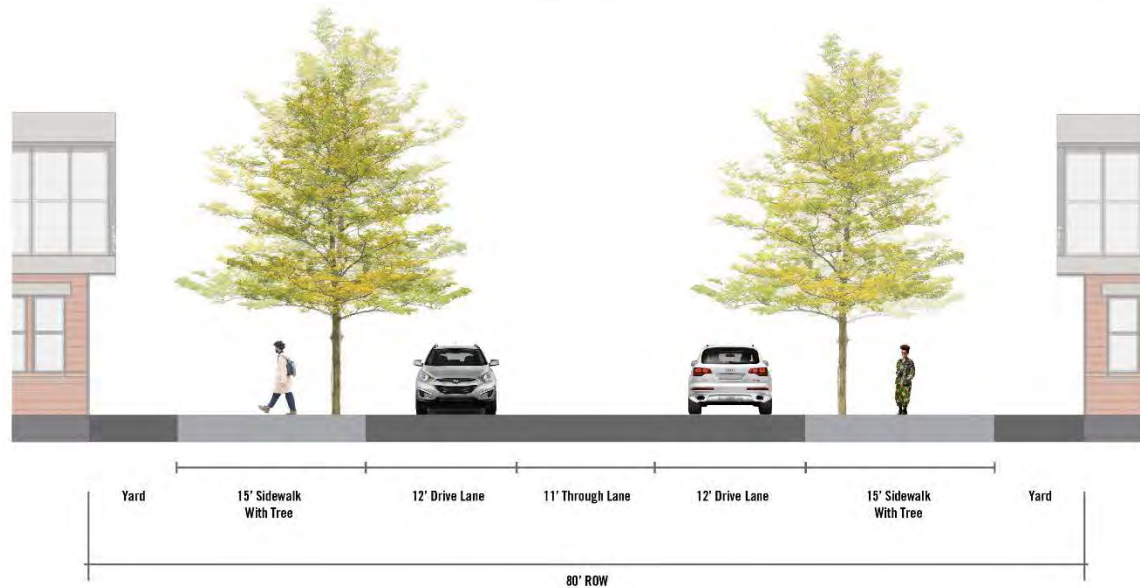 Yard
15' Sidewalk
With Tree
12' Drive Lane
11' Through Lane
12' Drive Lane
15' Sidewalk
With Tree
Yard
80' ROW